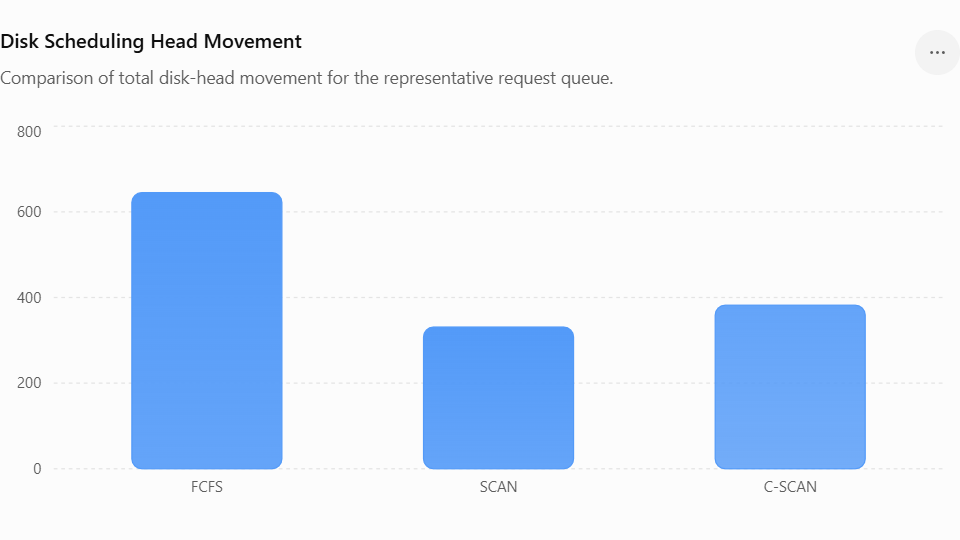 Disk Scheduling Head Movement
...
Comparison of total disk-head movement for the representative request queue.
800
600
400
200
0
FCFS SCAN C-SCAN